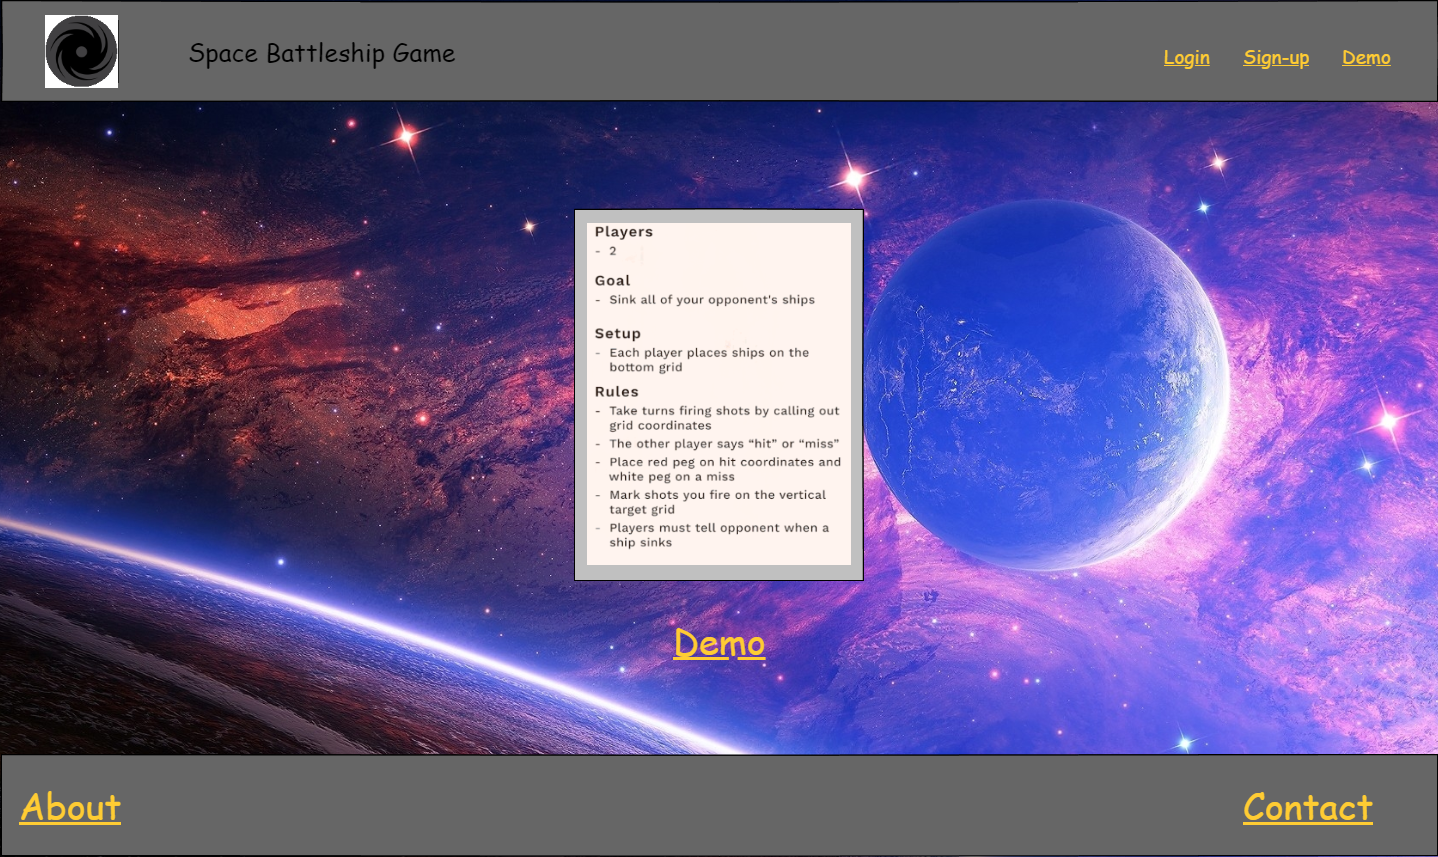 Space Battleship Game
Login Sign-up Demo
Players
- 2
Goal
- Sink all of your opponent's ships
Setup
- Each player places ships on the
bottom grid
Rules
- Take turns firing shots by calling out
grid coordinates
- The other player says “hit” or “miss”
- Place red peg on hit coordinates and
white peg on a miss
- Mark shots you fire on the vertical
target grid
- Players must tell opponent when a
ship sinks
Demo
About
Contact